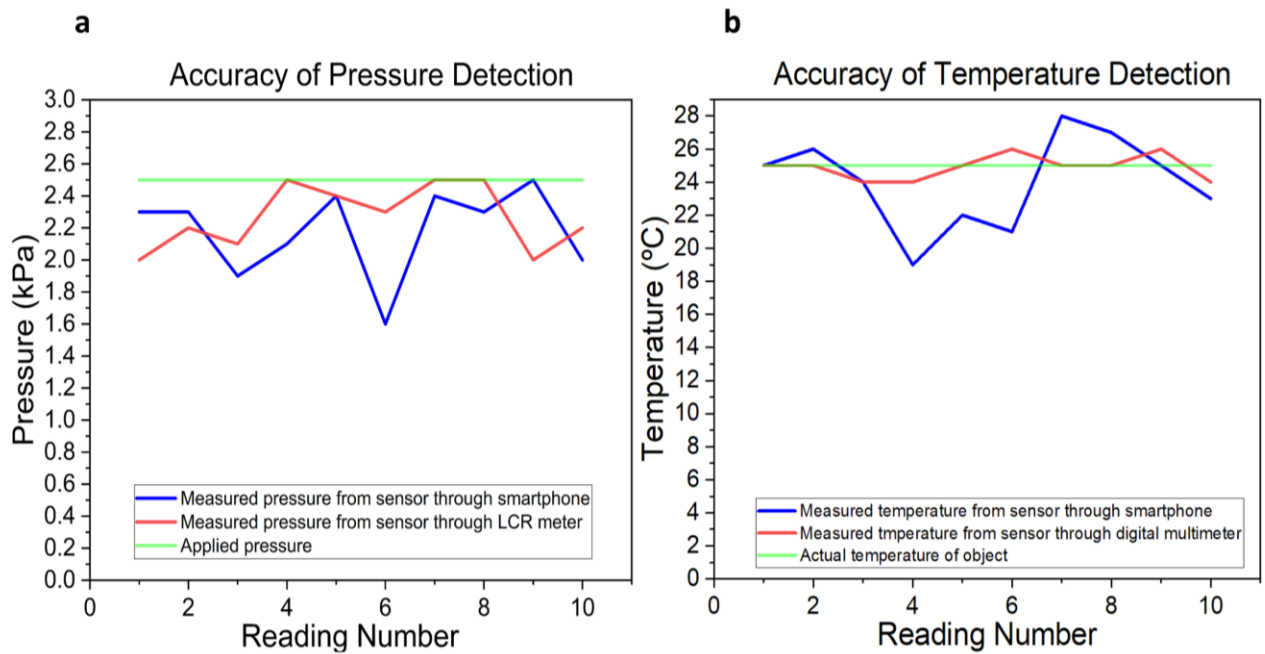 a
Accuracy of Pressure Detection
Pressure (kPa)
3.0
2.8
2.6
2.4
2.2
2.0
1.8
1.6
1.4
1.2
1.0
0.8
0.6
0.4
0.2
0.0
Measured pressure from sensor through smartphone
Measured pressure from sensor through LCR meter
Applied pressure
0 2 4 6 8 10
Reading Number
b
Accuracy of Temperature Detection
Temperature (ºC)
28
26
24
22
20
18
16
14
12
10
8
6
4
2
0
Measured temperature from sensor through smartphone
Measured tmperature from sensor through digital multimeter
Actual temperature of object
0 2 4 6 8 10
Reading Number